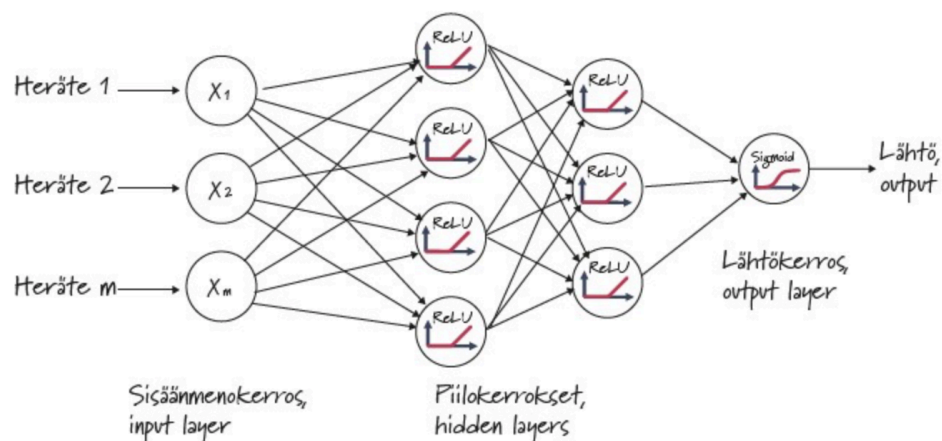 ReLU
Heräte 1
X1
ReLU
ReLU
Heräte 2
X2
ReLU
Sigmoid
Lähtö,
output
ReLU
Heräte m
Xm
ReLU
Lähtökerros,
output layer
ReLU
Sisäänmenokerros,
input layer
Piilokerrokset,
hidden layers